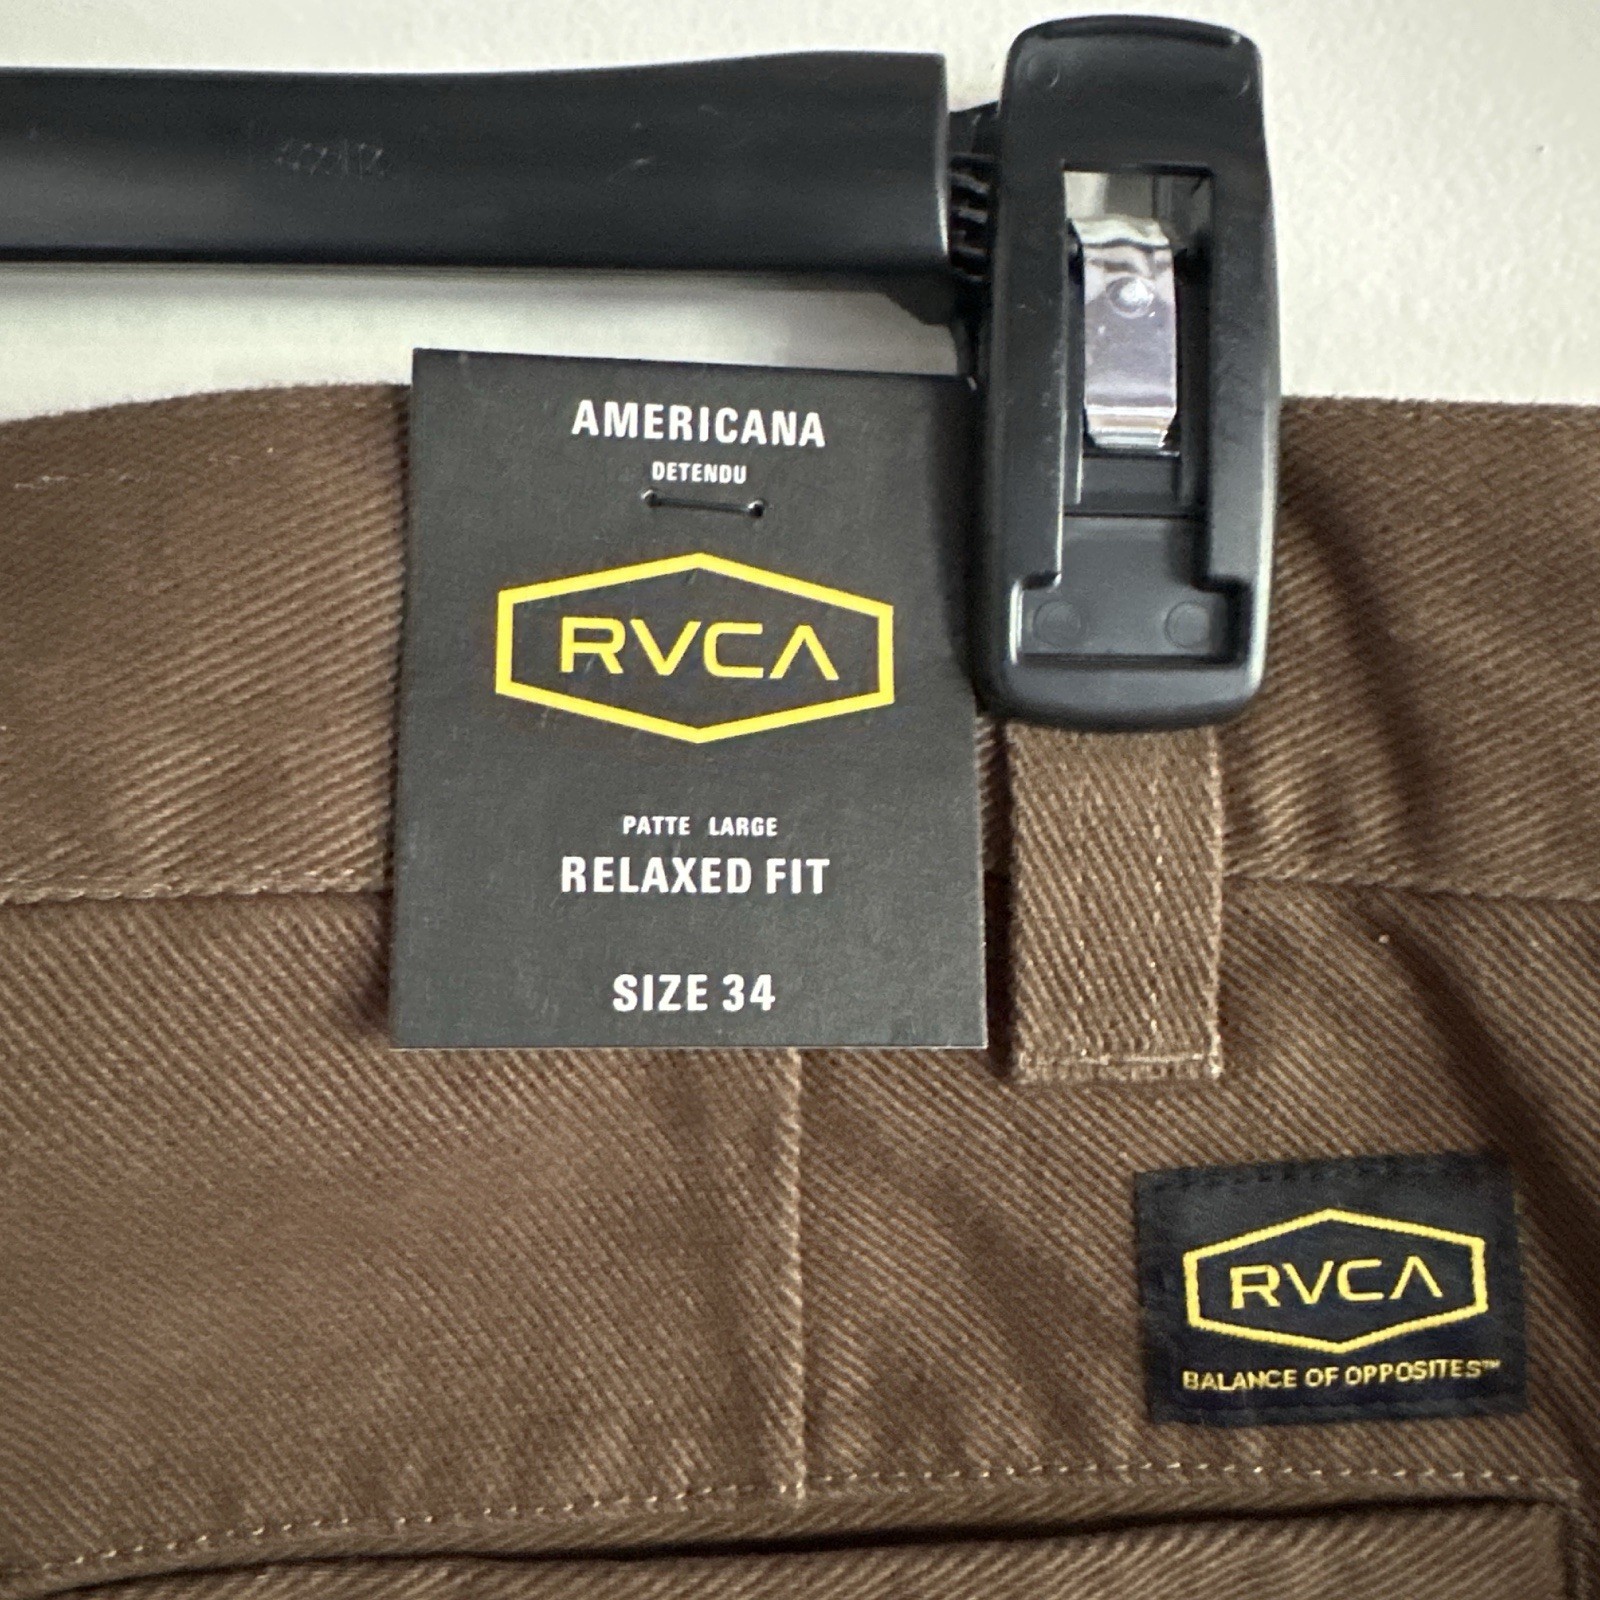 AMERICANA
DETENDU
RVCA
PATTE LARGE
RELAXED FIT
SIZE 34
RVCA
BALANCE OF OPPOSITES™